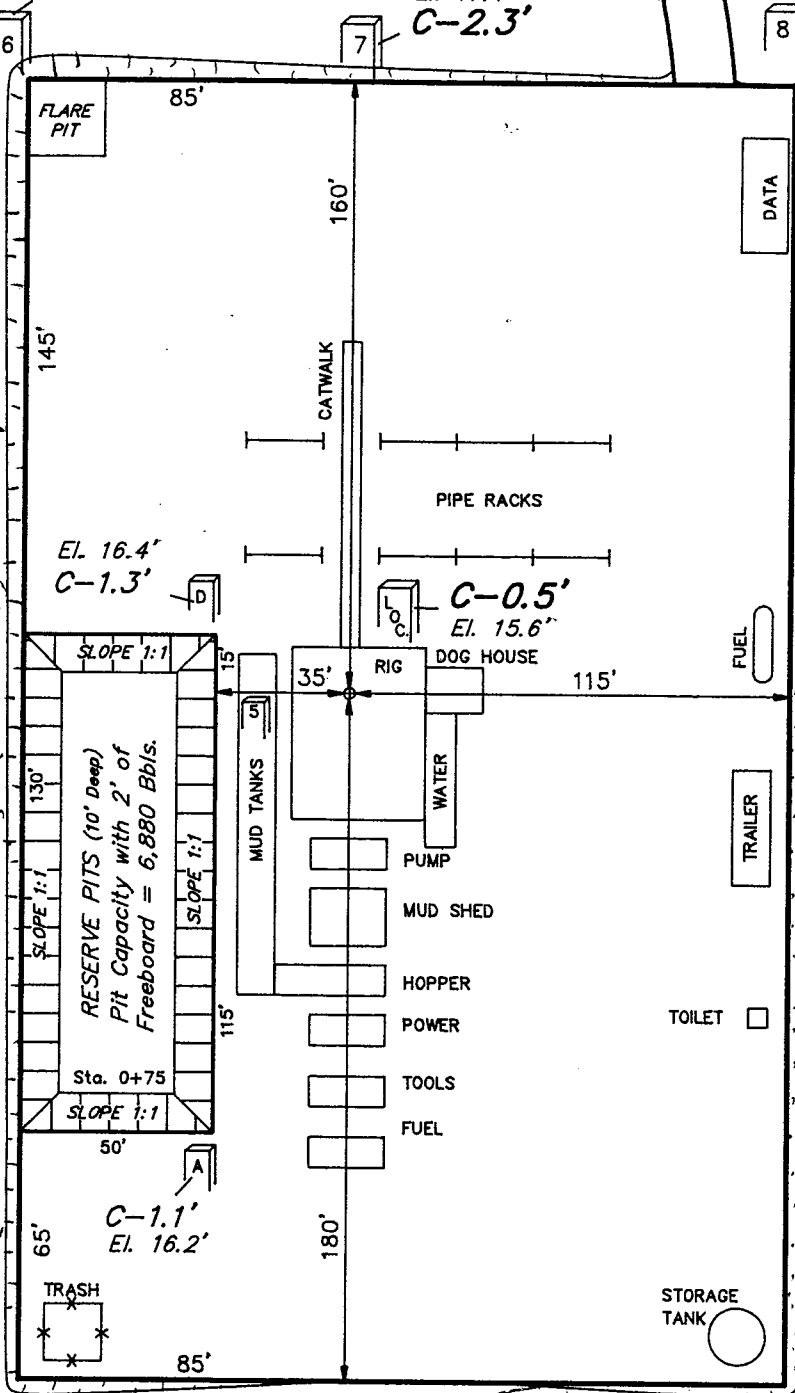 C-2.3'
6
7
8
85'
FLARE
PIT
160'
DATA
145'
CATWALK
PIPE RACKS
El. 16.4'
C-1.3'
D
LOC.
C-0.5'
El. 15.6'
SLOPE 1:1
15'
RIG
DOG HOUSE
FUEL
35'
115'
5
130'
RESERVE PITS (10' Deep)
Pit Capacity with 2' of
Freeboard = 6,880 Bbls.
SLOPE 1:1
SLOPE 1:1
MUD TANKS
WATER
TRAILER
PUMP
MUD SHED
HOPPER
115'
POWER
TOILET
Sta. 0+75
TOOLS
SLOPE 1:1
FUEL
50'
A
C-1.1'
El. 16.2'
65'
180'
TRASH
STORAGE
TANK
85'